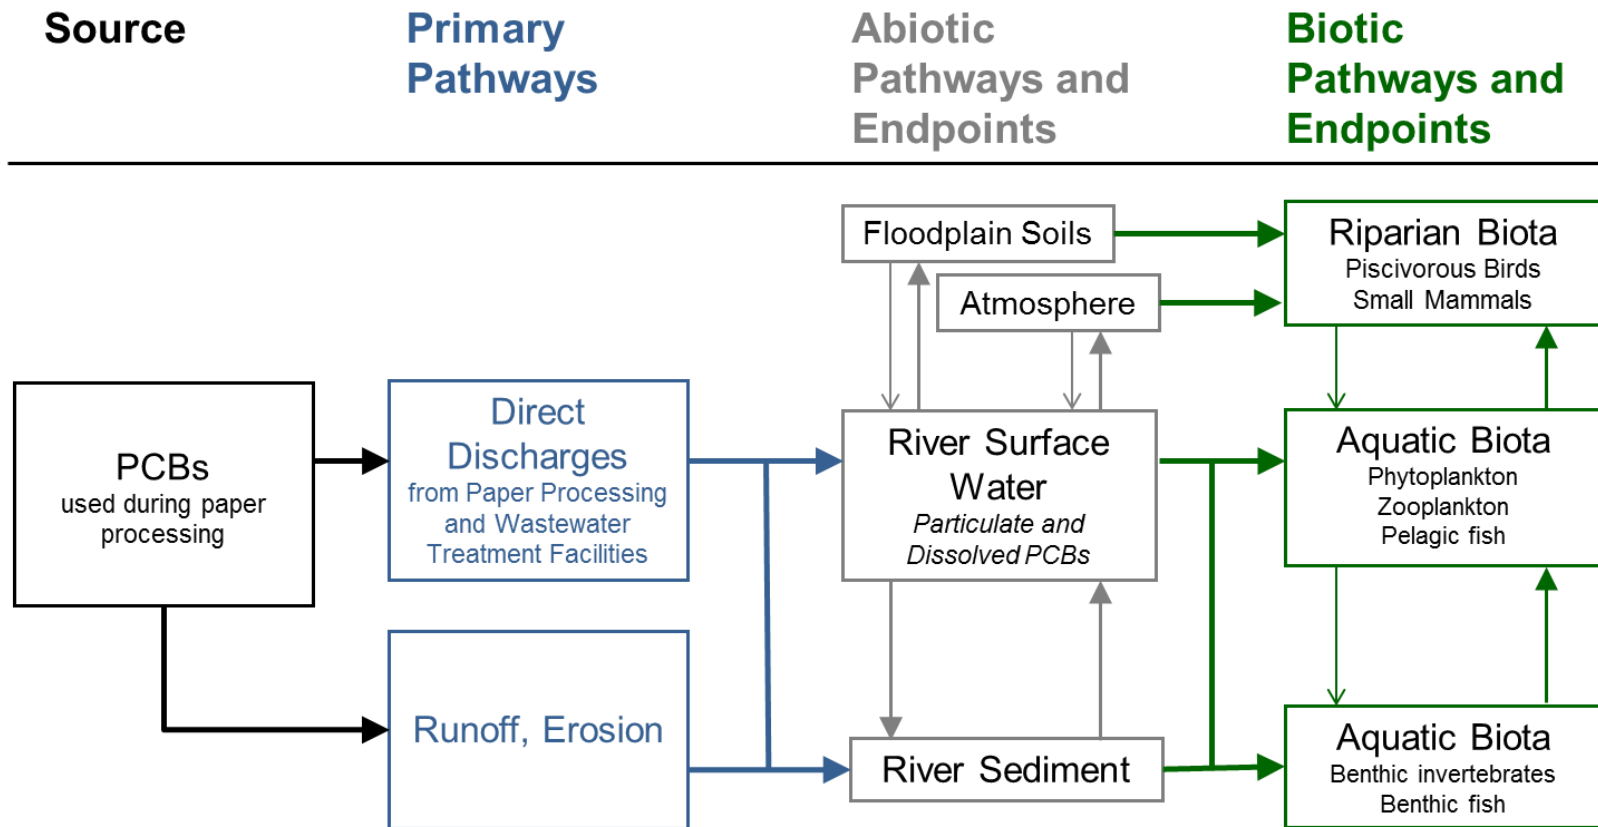 Source
Primary
Pathways
Abiotic
Pathways and
Endpoints
Biotic
Pathways and
Endpoints
Floodplain Soils
Atmosphere
Riparian Biota
Piscivorous Birds
Small Mammals
PCBs
used during paper
processing
Direct
Discharges
from Paper Processing
and Wastewater
Treatment Facilities
River Surface
Water
Particulate and
Dissolved PCBs
Aquatic Biota
Phytoplankton
Zooplankton
Pelagic fish
Runoff, Erosion
River Sediment
Aquatic Biota
Benthic invertebrates
Benthic fish